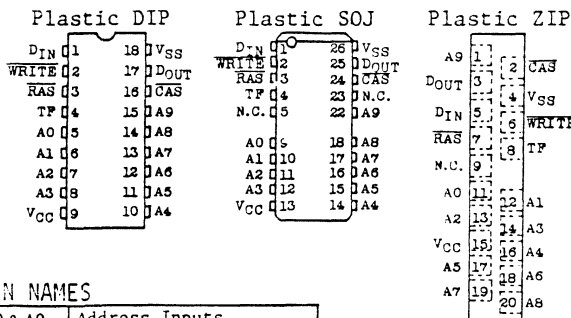 Plastic DIP
DIN 1 18 VSS
WRITE 2 17 DOUT
RAS 3 16 CAS
TF 4 15 A9
A0 5 14 A8
A1 6 13 A7
A2 7 12 A6
A3 8 11 A5
VCC 9 10 A4
Plastic SOJ
DIN 1 26 VSS
WRITE 2 25 DOUT
RAS 3 24 CAS
TF 4 23 N.C.
N.C. 5 22 A9
A0 9 18 A8
A1 10 17 A7
A2 11 16 A6
A3 12 15 A5
VCC 13 14 A4
Plastic ZIP
A9 1
2 CAS
DOUT 3
4 VSS
DIN 5
6 WRITE
RAS 7
8 TF
N.C. 9
A0 11
12 A1
A2 13
14 A3
VCC 15
16 A4
A5 17
18 A6
A7 19
20 A8
N NAMES
Address Inputs